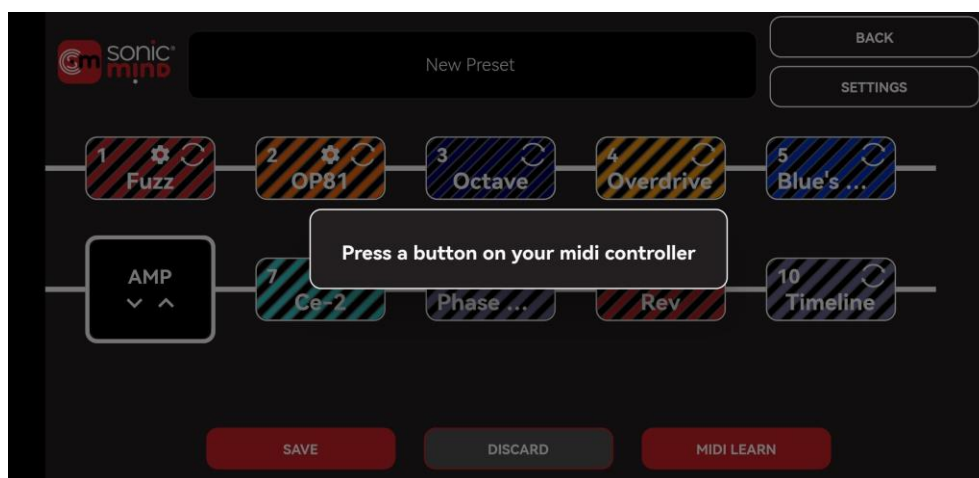 sm sonic
mind
New Preset
BACK
SETTINGS
1
Fuzz
2
OP81
3
Octave
4
Overdrive
5
Blue's ...
Press a button on your midi controller
AMP
7
Ce-2
Phase ...
Rev
10
Timeline
SAVE
DISCARD
MIDI LEARN